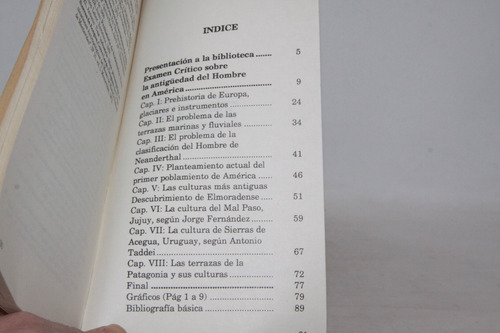 INDICE
Presentación a la biblioteca ....... 5
Examen Crítico sobre
la antigüedad del Hombre
en América ........................ 9
Cap. I: Prehistoria de Europa,
glaciares e instrumentos ........ 24
Cap. II: El problema de las
terrazas marinas y fluviales ..... 34
Cap. III: El problema de la
clasificación del Hombre de
Neanderthal ........................ 41
Cap. IV: Planteamiento actual del
primer poblamiento de América . 46
Cap. V: Las culturas más antiguas
Descubrimiento de Elmoradense ... 51
Cap. VI: La cultura del Mal Paso,
Jujuy, según Jorge Fernández .... 59
Cap. VII: La cultura de Sierras de
Acegua, Uruguay, según Antonio
Taddei ............................. 67
Cap. VIII: Las terrazas de la
Patagonia y sus culturas ......... 72
Final ............................... 77
Gráficos (Pág 1 a 9) .............. 79
Bibliografía básica ................ 89